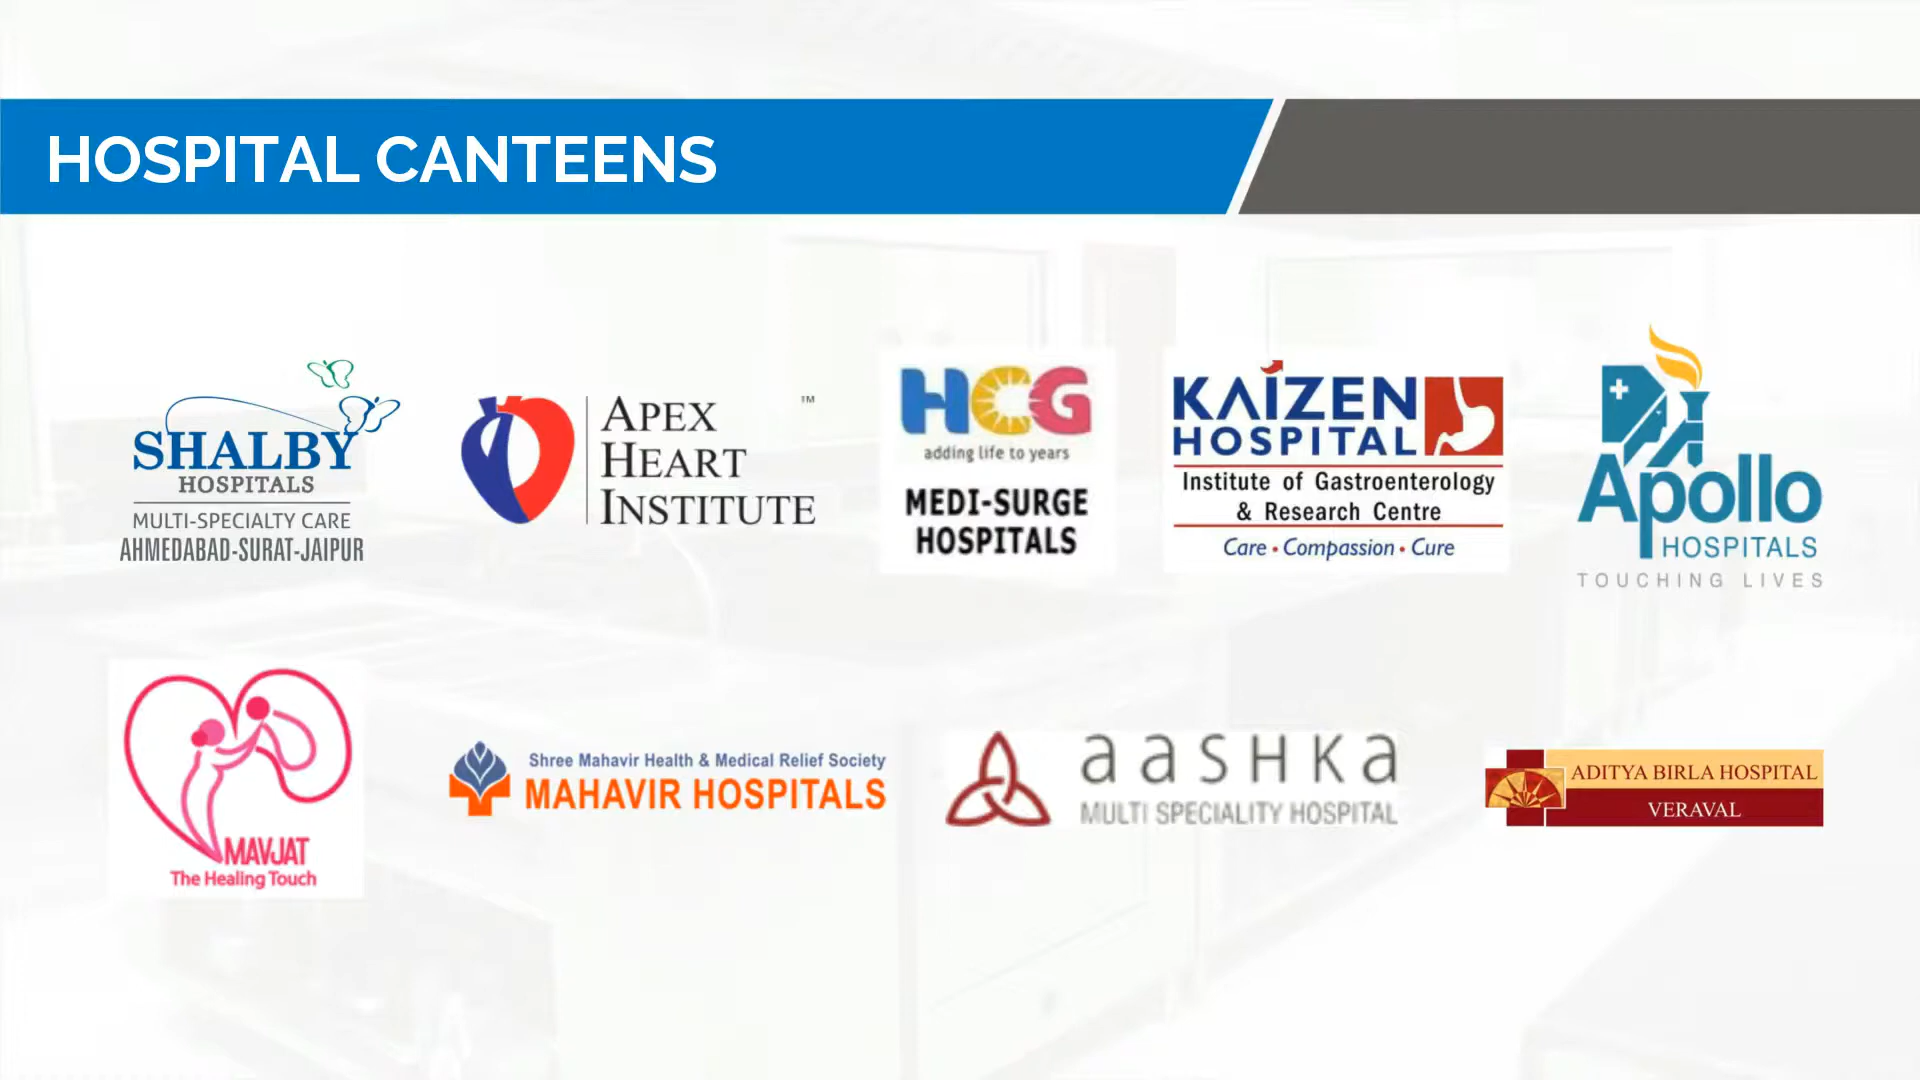 HOSPITAL CANTEENS
SHALBY
HOSPITALS
MULTI-SPECIALTY CARE
AHMEDABAD-SURAT-JAIPUR
APEX
HEART
INSTITUTE
TM
HCG
adding life to years
MEDI-SURGE
HOSPITALS
KAIZEN
HOSPITAL
Institute of Gastroenterology
& Research Centre
Care • Compassion • Cure
Apollo
HOSPITALS
TOUCHING LIVES
MAVJAT
The Healing Touch
Shree Mahavir Health & Medical Relief Society
MAHAVIR HOSPITALS
aasHka
MULTI SPECIALITY HOSPITAL
ADITYA BIRLA HOSPITAL
VERAVAL